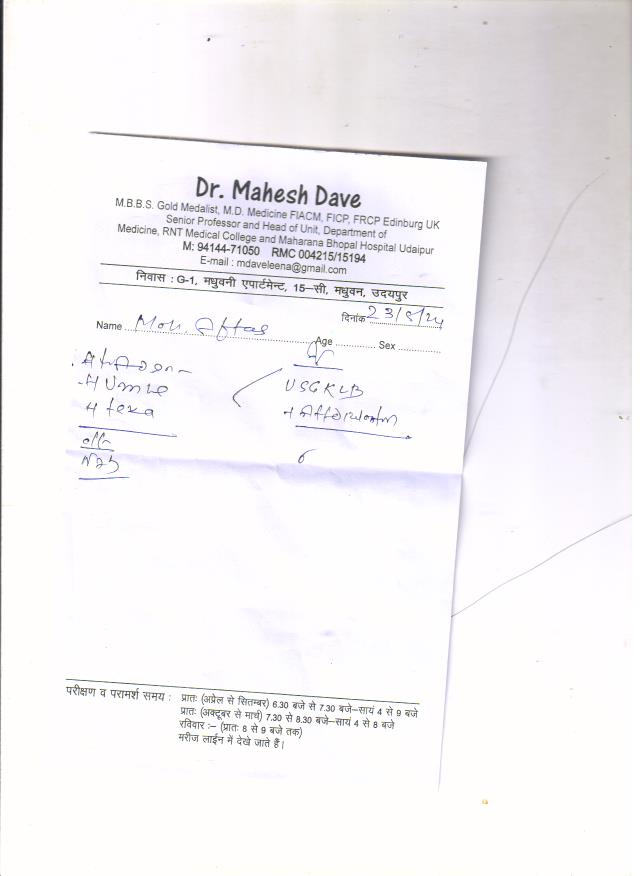 Dr. Mahesh Dave
M.B.B.S. Gold Medalist, M.D. Medicine FIACM, FICP, FRCP Edinburg UK
Senior Professor and Head of Unit, Department of
Medicine, RNT Medical College and Maharana Bhopal Hospital Udaipur
M: 94144-71050 RMC 004215/15194
E-mail : mdaveleena@gmail.com
निवास : G-1, मधुवनी एपार्टमेन्ट, 15–सी, मधुवन, उदयपुर
दिनांक 23/8/24
Name Moh. Age Sex
USG KUB
परीक्षण व परामर्श समय : प्रातः (अप्रेल से सितम्बर) 6.30 बजे से 7.30 बजे–सायं 4 से 9 बजे
प्रातः (अक्टूबर से मार्च) 7.30 से 8.30 बजे–सायं 4 से 8 बजे
रविवार :– (प्रातः 8 से 9 बजे तक)
मरीज लाईन में देखे जाते हैं।